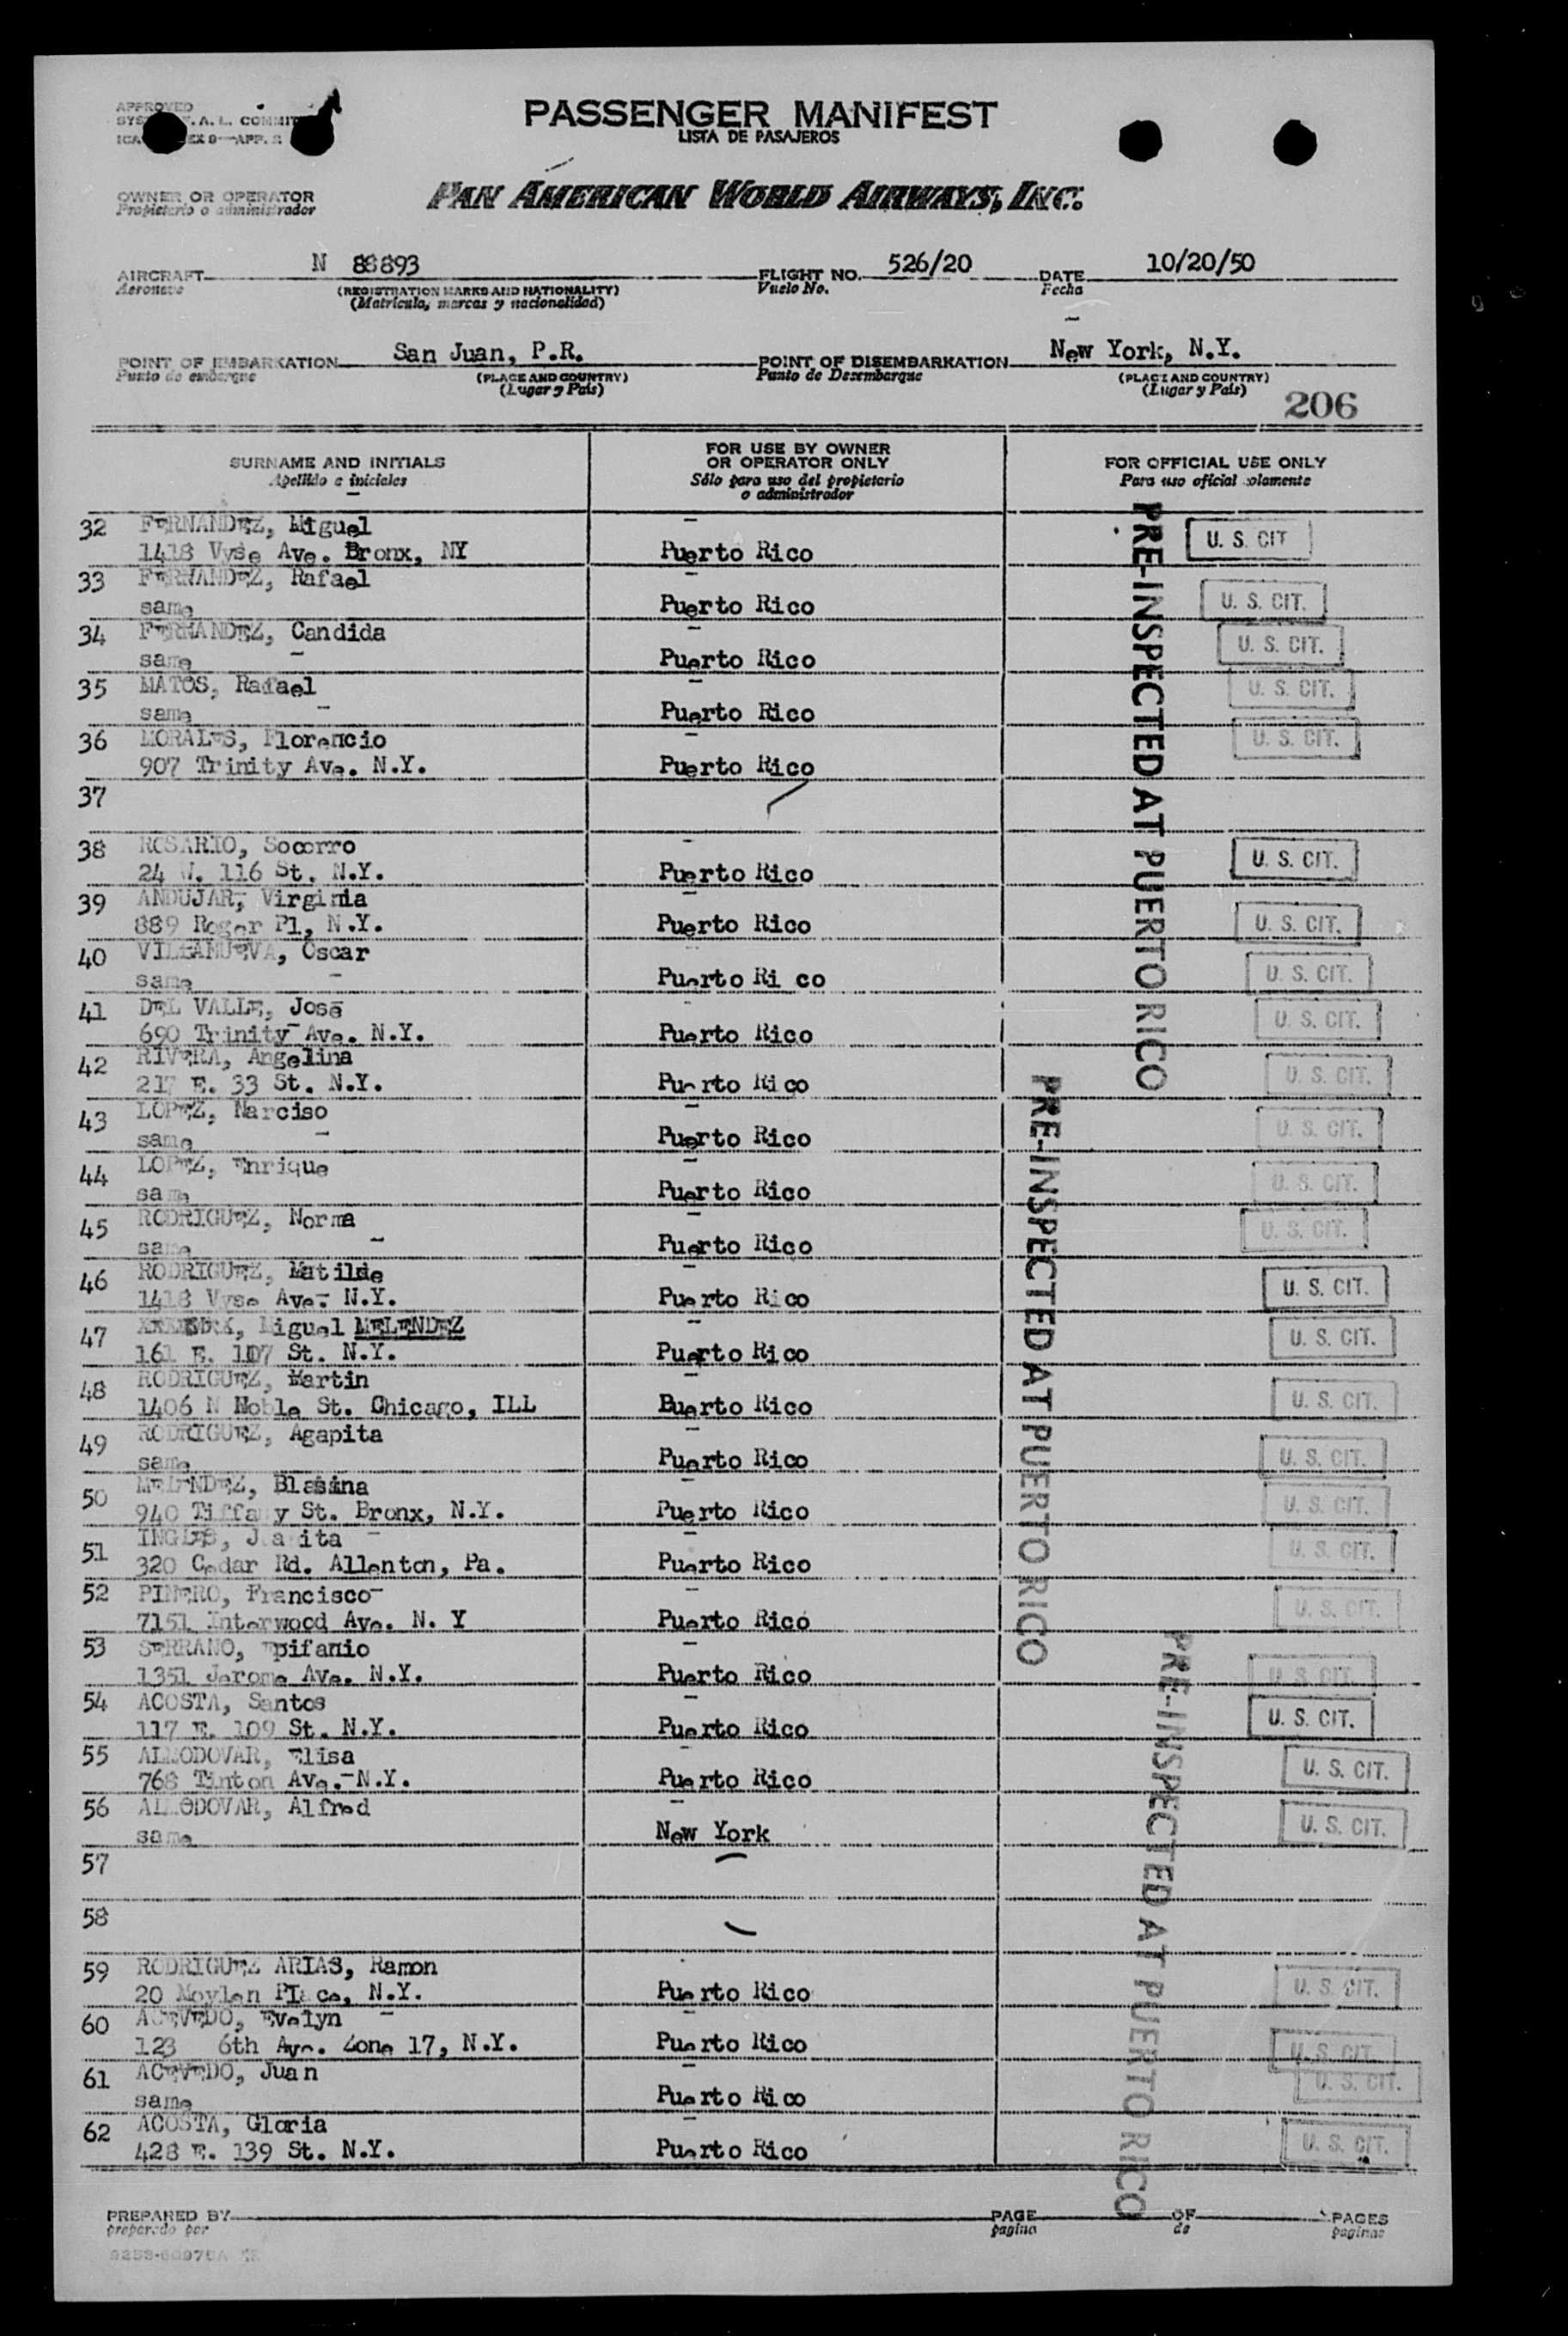 APPROVED
PASSENGER MANIFEST
LISTA DE PASAJEROS
OWNER OR OPERATOR
Propietario o administrador
PAN AMERICAN WORLD AIRWAYS, INC.
AIRCRAFT N 88893 FLIGHT NO. 526/20 DATE 10/20/50
Aeronave (REGISTRATION MARKS AND NATIONALITY) Vuelo No. Fecha
(Matrícula, marcas y nacionalidad)
POINT OF EMBARKATION San Juan, P.R. POINT OF DISEMBARKATION New York, N.Y.
Punto de embarque (PLACE AND COUNTRY) Punto de Desembarque (PLACE AND COUNTRY)
(Lugar y País) (Lugar y País) 206
SURNAME AND INITIALS FOR USE BY OWNER OR OPERATOR ONLY FOR OFFICIAL USE ONLY
Apellido e iniciales Sólo para uso del propietario o administrador Para uso oficial solamente
32 FERNANDEZ, Miguel
1418 Vyse Ave. Bronx, NY Puerto Rico U. S. CIT
33 FERNANDEZ, Rafael
same Puerto Rico U. S. CIT.
34 FERNANDEZ, Candida
same Puerto Rico U. S. CIT.
35 MATOS, Rafael
same Puerto Rico U. S. CIT.
36 MORALES, Florencio
907 Trinity Ave. N.Y. Puerto Rico U. S. CIT.
37
38 ROSARIO, Socorro
24 W. 116 St. N.Y. Puerto Rico U. S. CIT.
39 ANDUJAR, Virginia
889 Roger Pl, N.Y. Puerto Rico U. S. CIT.
40 VILLANUEVA, Oscar
same Puerto Ri co U. S. CIT.
41 DEL VALLE, Jose
690 Trinity Ave. N.Y. Puerto Rico U. S. CIT.
42 RIVERA, Angelina
217 E. 33 St. N.Y. Puerto Rico U. S. CIT.
43 LOPEZ, Narciso
same Puerto Rico U. S. CIT.
44 LOPEZ, Enrique
same Puerto Rico U. S. CIT.
45 RODRIGUEZ, Norma
same Puerto Rico U. S. CIT.
46 RODRIGUEZ, Matilde
1418 Vyse Ave. N.Y. Puerto Rico U. S. CIT.
47 Miguel MELENDEZ
161 E. 107 St. N.Y. Puerto Rico U. S. CIT.
48 RODRIGUEZ, Martin
1406 N Noble St. Chicago, ILL Puerto Rico U. S. CIT.
49 RODRIGUEZ, Agapita
same Puerto Rico U. S. CIT.
50 MELENDEZ, Blasina
940 Tiffany St. Bronx, N.Y. Puerto Rico U. S. CIT.
51 INGLES,
320 Cedar Rd. Allenton, Pa. Puerto Rico U. S. CIT.
52 PINERO, Francisco
7151 Interwood Ave. N. Y Puerto Rico U. S. CIT.
53 SERRANO, Epifanio
1351 Jerome Ave. N.Y. Puerto Rico U. S. CIT.
54 ACOSTA, Santos
117 E. 109 St. N.Y. Puerto Rico U. S. CIT.
55 ALMODOVAR, Elisa
768 Tinton Ave. N.Y. Puerto Rico U. S. CIT.
56 ALMODOVAR, Alfred
same New York U. S. CIT.
57
58
59 RODRIGUEZ ARIAS, Ramon
20 Moylan Place, N.Y. Puerto Rico U. S. CIT.
60 ACEVEDO, Evelyn
123 6th Ave. Zone 17, N.Y. Puerto Rico U. S. CIT.
61 ACEVEDO, Juan
same Puerto Rico U. S. CIT.
62 ACOSTA, Gloria
428 E. 139 St. N.Y. Puerto Rico U. S. CIT.
PRE-INSPECTED AT PUERTO RICO
PRE-INSPECTED AT PUERTO RICO
PRE-INSPECTED AT PUERTO RICO
PREPARED BY PAGE OF PAGES
preparado por pagina de paginas